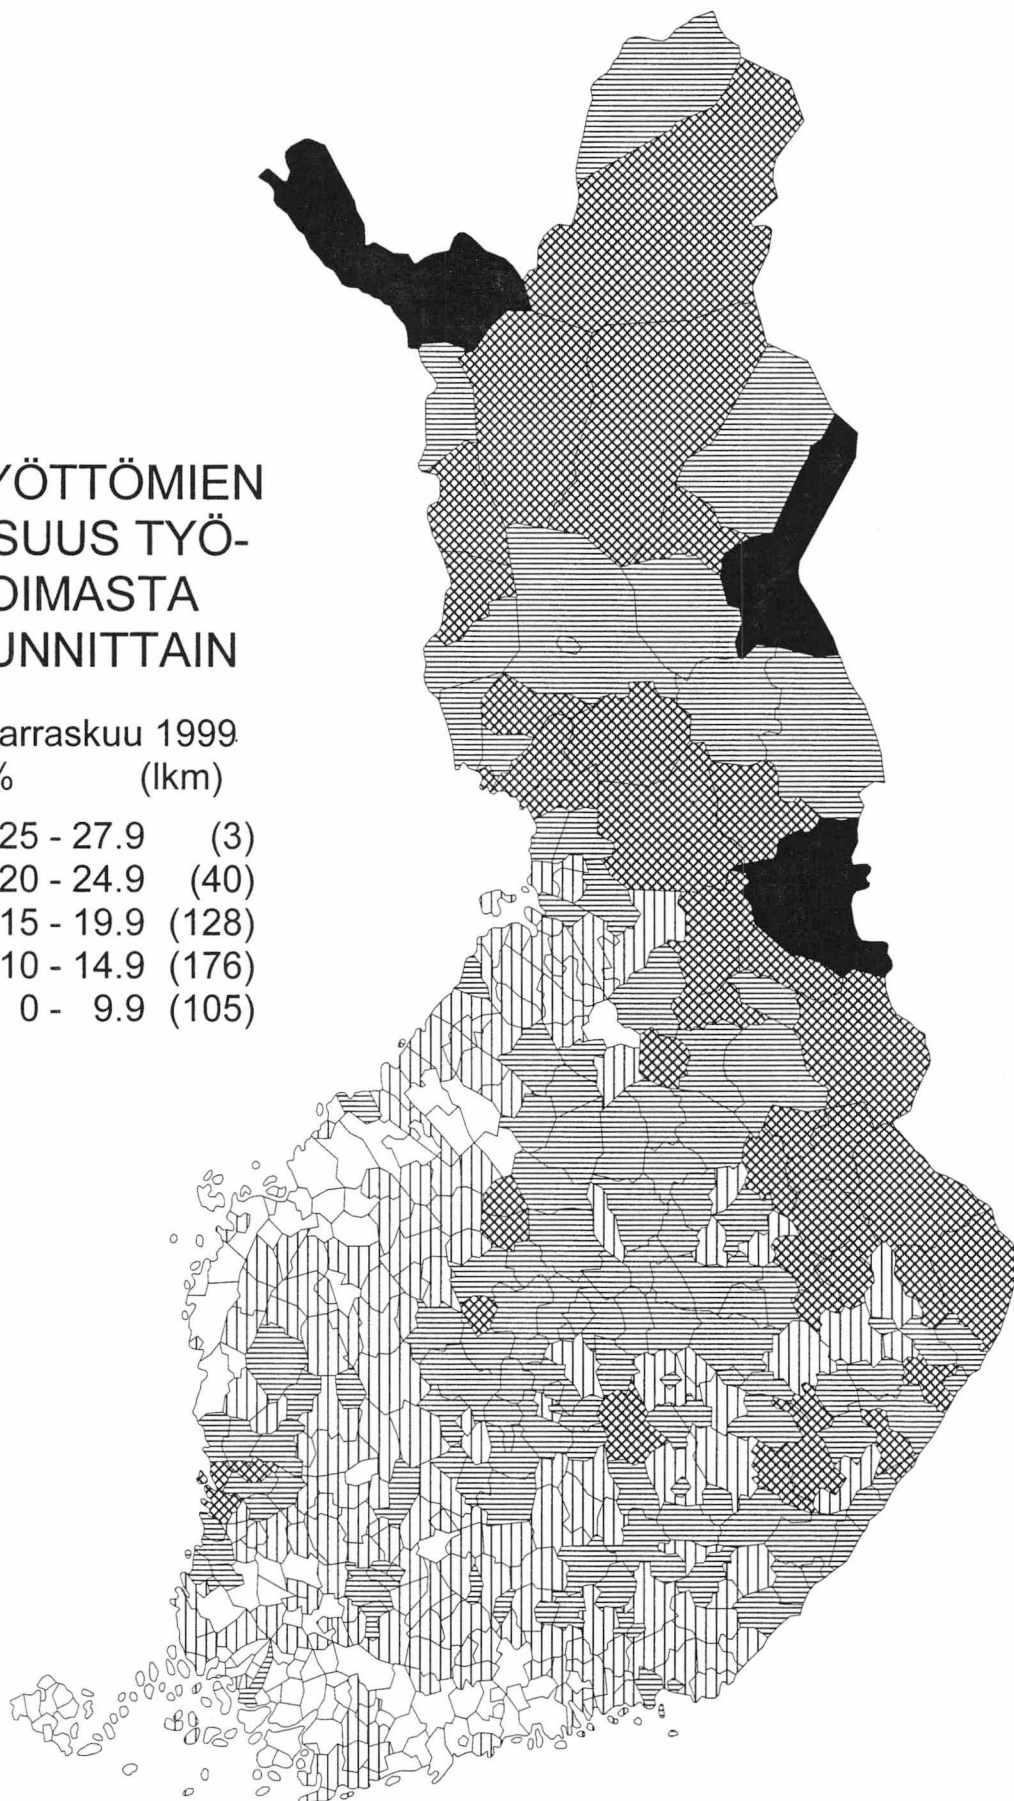 YÖTTÖMIEN
SUUS TYÖ-
OIMASTA
UNNITTAIN
arraskuu 1999
% (lkm)
25 - 27.9 (3)
20 - 24.9 (40)
15 - 19.9 (128)
10 - 14.9 (176)
0 - 9.9 (105)